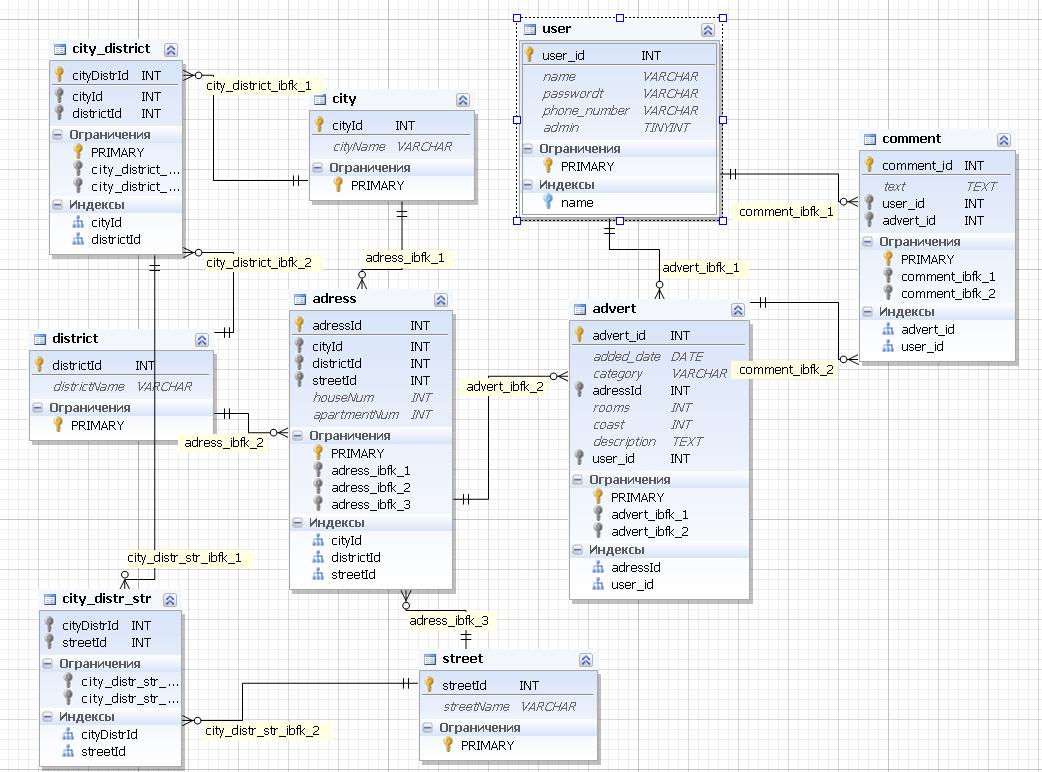 city_district
cityDistrId INT
cityId INT
districtId INT
Ограничения
PRIMARY
city_district_...
city_district_...
Индексы
cityId
districtId
city_district_ibfk_1
city
cityId INT
cityName VARCHAR
Ограничения
PRIMARY
user
user_id INT
name VARCHAR
passwordt VARCHAR
phone_number VARCHAR
admin TINYINT
Ограничения
PRIMARY
Индексы
name
comment
comment_id INT
text TEXT
user_id INT
advert_id INT
Ограничения
PRIMARY
comment_ibfk_1
comment_ibfk_2
Индексы
advert_id
user_id
comment_ibfk_1
city_district_ibfk_2
adress_ibfk_1
advert_ibfk_1
district
districtId INT
districtName VARCHAR
Ограничения
PRIMARY
adress
adressId INT
cityId INT
districtId INT
streetId INT
houseNum INT
apartmentNum INT
Ограничения
PRIMARY
adress_ibfk_1
adress_ibfk_2
adress_ibfk_3
Индексы
cityId
districtId
streetId
advert
advert_id INT
added_date DATE
category VARCHAR
adressId INT
rooms INT
coast INT
description TEXT
user_id INT
Ограничения
PRIMARY
advert_ibfk_1
advert_ibfk_2
Индексы
adressId
user_id
comment_ibfk_2
advert_ibfk_2
adress_ibfk_2
city_distr_str_ibfk_1
city_distr_str
cityDistrId INT
streetId INT
Ограничения
city_distr_str_...
city_distr_str_...
Индексы
cityDistrId
streetId
adress_ibfk_3
street
streetId INT
streetName VARCHAR
Ограничения
PRIMARY
city_distr_str_ibfk_2